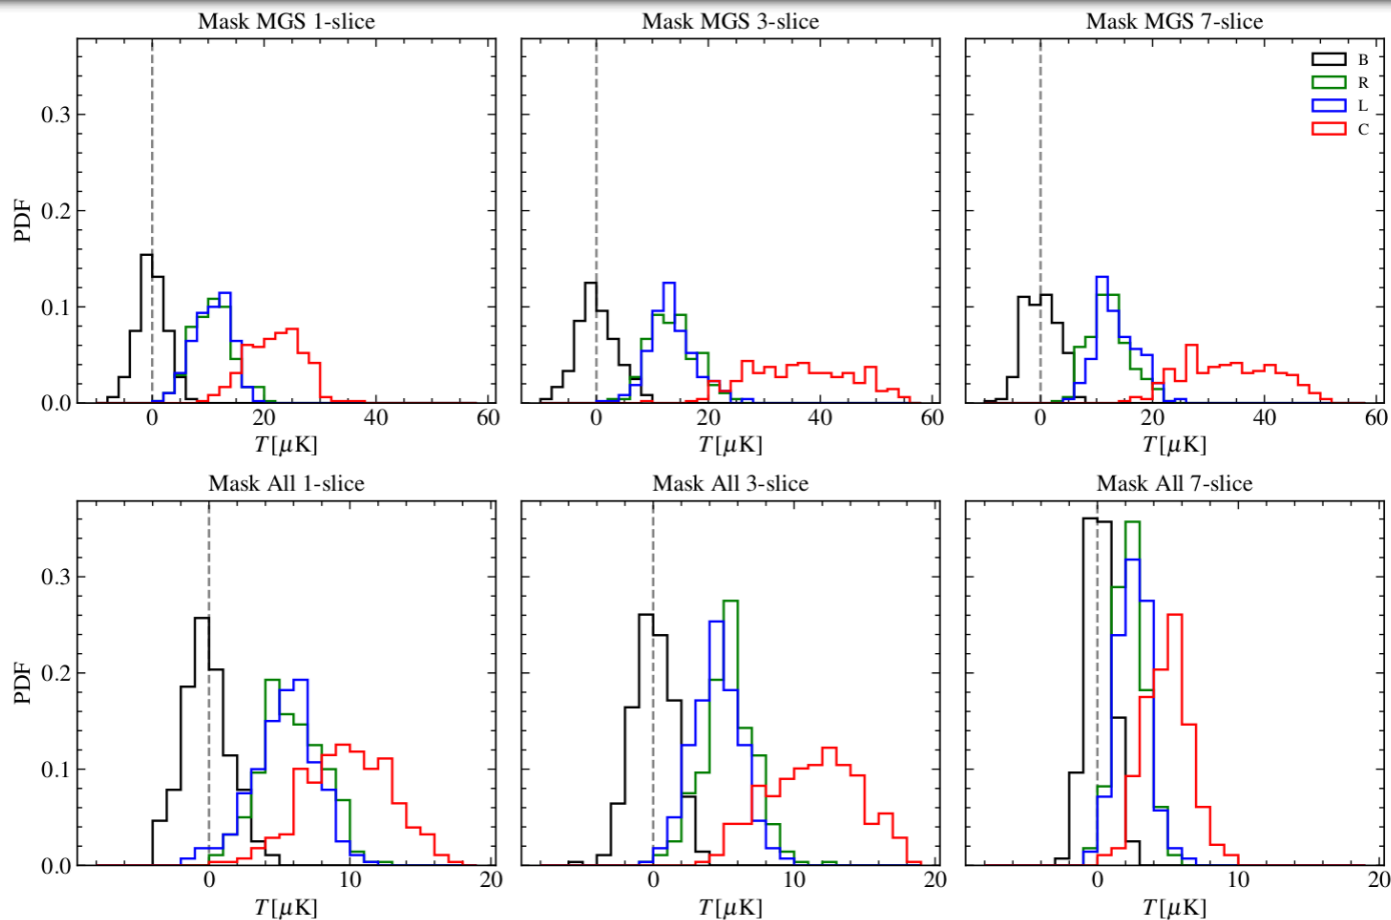 Mask MGS 1-slice
Mask MGS 3-slice
Mask MGS 7-slice
PDF
0.3
0.2
0.1
0.0
B
R
L
C
0 20 40 60
0 20 40 60
0 20 40 60
T[μK]
T[μK]
T[μK]
Mask All 1-slice
Mask All 3-slice
Mask All 7-slice
PDF
0.3
0.2
0.1
0.0
0 10 20
0 10 20
0 10 20
T[μK]
T[μK]
T[μK]